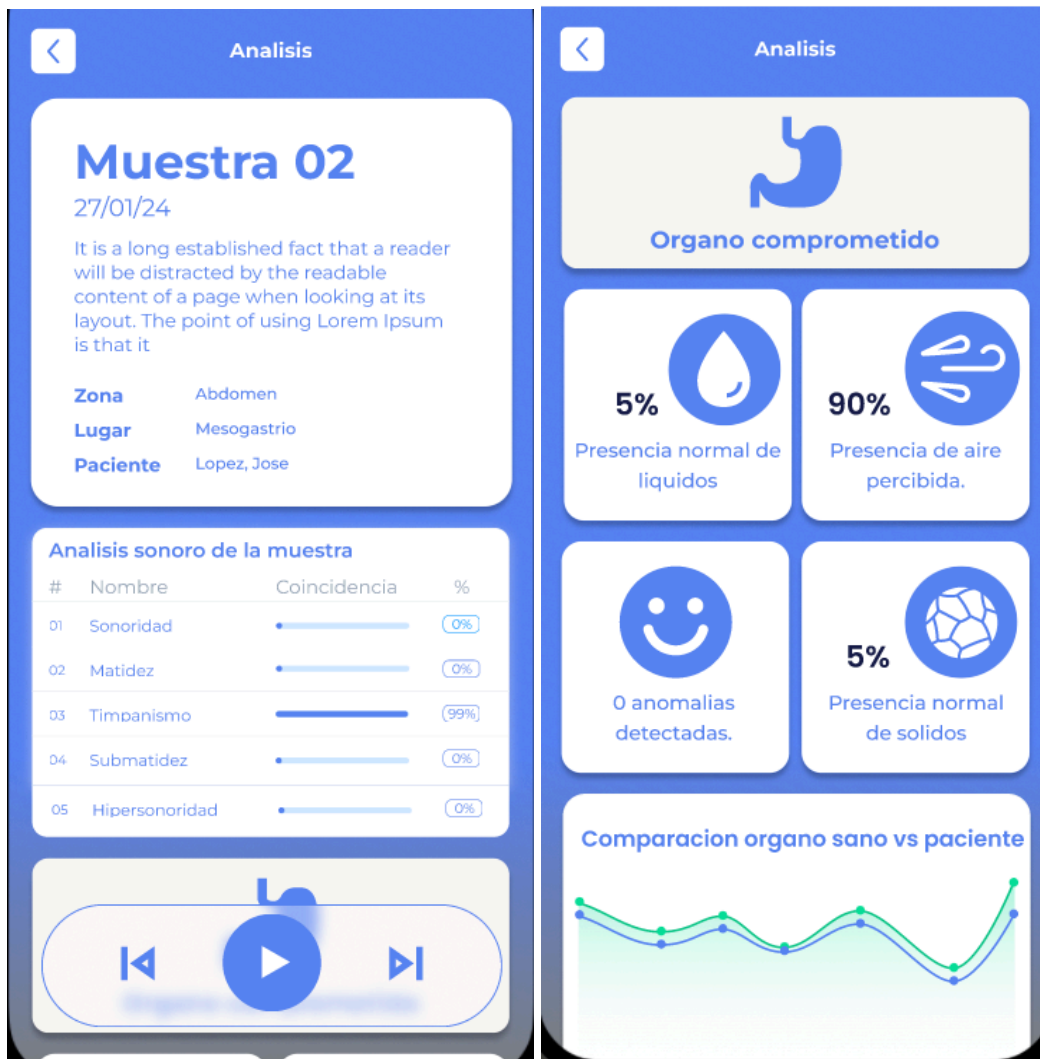 Analisis
Muestra 02
27/01/24
It is a long established fact that a reader
will be distracted by the readable
content of a page when looking at its
layout. The point of using Lorem Ipsum
is that it
Zona Abdomen
Lugar Mesogastrio
Paciente Lopez, Jose
Analisis sonoro de la muestra
# Nombre Coincidencia %
01 Sonoridad 0%
02 Matidez 0%
03 Timpanismo 99%
04 Submatidez 0%
05 Hipersonoridad 0%
Analisis
Organo comprometido
5%
Presencia normal de
liquidos
90%
Presencia de aire
percibida.
0 anomalias
detectadas.
5%
Presencia normal
de solidos
Comparacion organo sano vs paciente